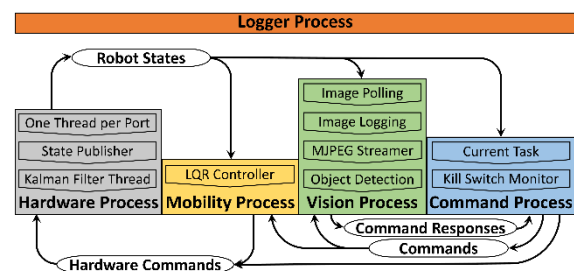 Logger Process
Robot States
Image Polling
One Thread per Port
Image Logging
State Publisher
MJPEG Streamer
Current Task
Kalman Filter Thread
LQR Controller
Object Detection
Kill Switch Monitor
Hardware Process
Mobility Process
Vision Process
Command Process
Command Responses
Commands
Hardware Commands